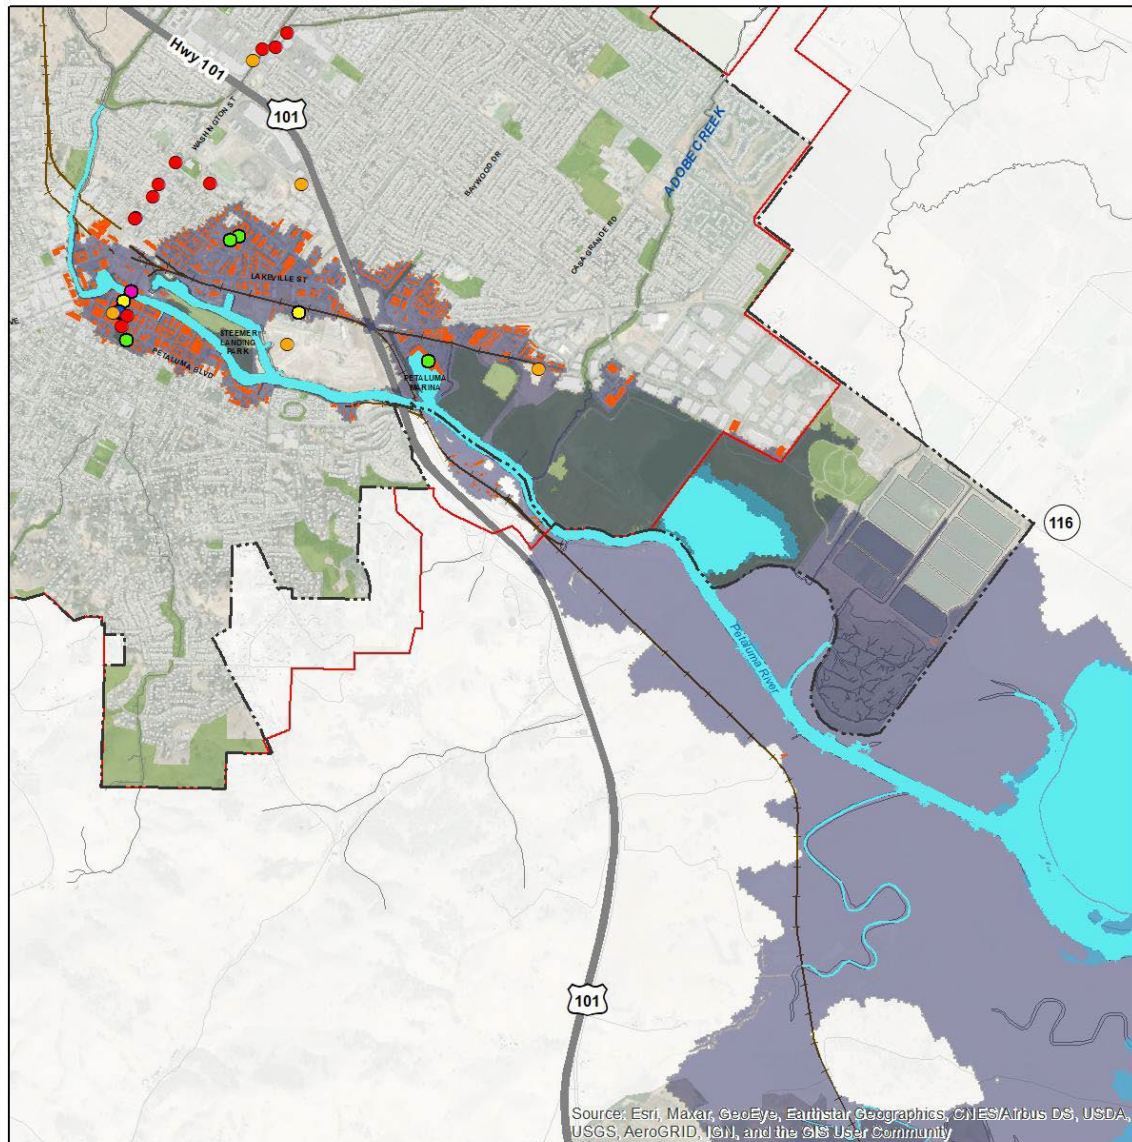 Hwy 101
101
WASHINGTON ST
ADOBE CREEK
BAYWOOD DR
CASA GRANDE RD
LAKEVILLE ST
STEEMER
LANDING
PARK
PETALUMA BLVD
PETALUMA
MARINA
116
Petaluma River
101
Source: Esri, Maxar, GeoEye, Earthstar Geographics, CNES/Airbus DS, USDA,
USGS, AeroGRID, IGN, and the GIS User Community